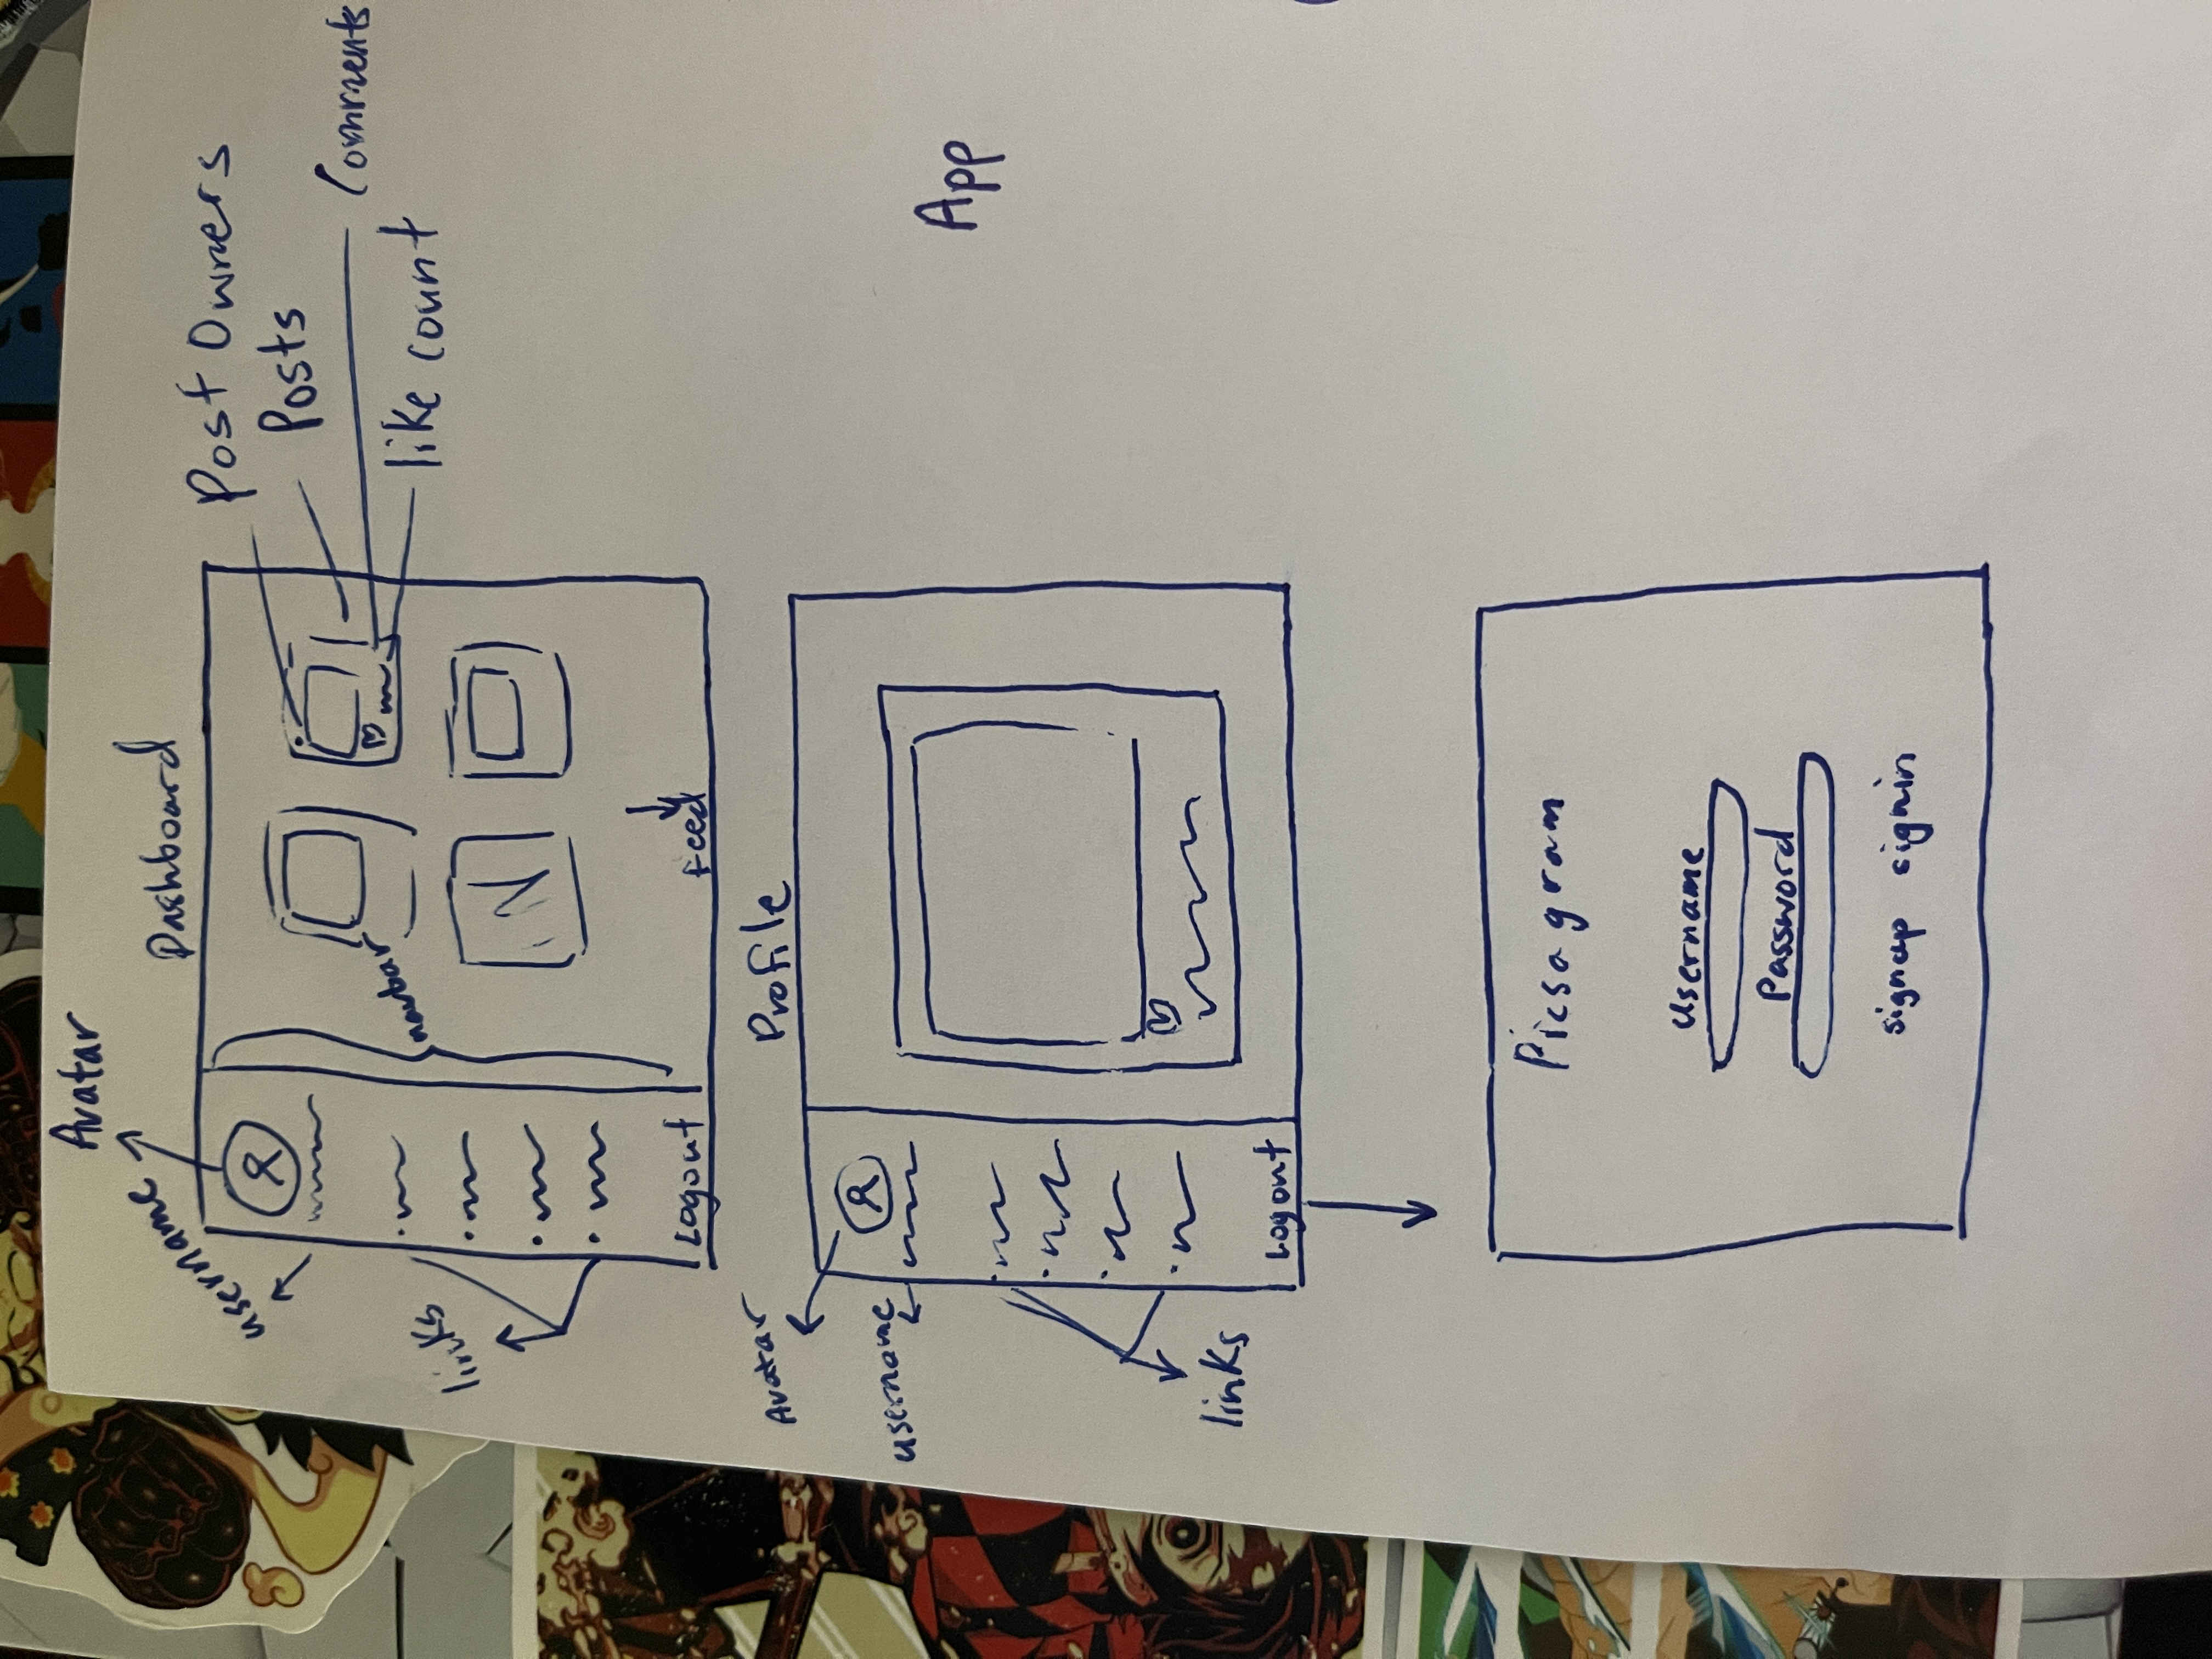 Avatar
username
Dashboard
Post Owners
Posts
Comments
like count
navbar
links
Logout
Feed
Avatar
Profile
username
App
links
Logout
Picsagram
username
Password
signup signin